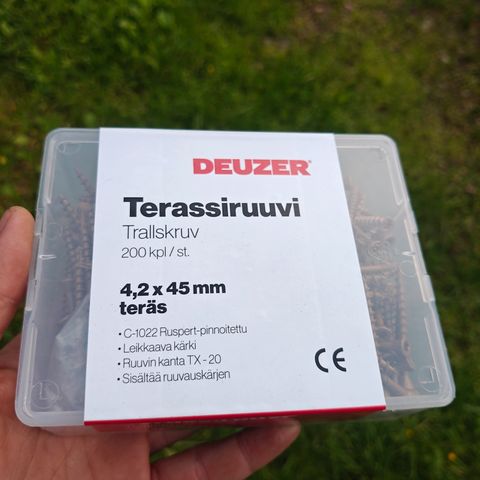 DEUZER
Terassiruuvi
Trallskruv
200 kpl / st.
4,2 x 45 mm
teräs
• C-1022 Ruspert-pinnoitettu
• Leikkaava kärki
• Ruuvin kanta TX - 20
• Sisältää ruuvauskärjen
CE